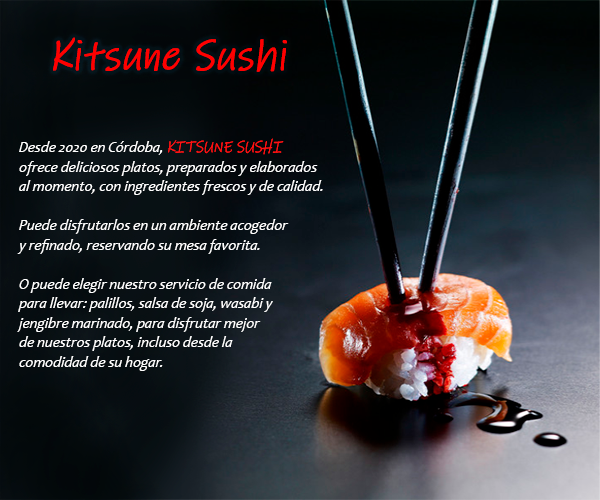 Kitsune Sushi
Desde 2020 en Córdoba, KITSUNE SUSHI
ofrece deliciosos platos, preparados y elaborados
al momento, con ingredientes frescos y de calidad.
Puede disfrutarlos en un ambiente acogedor
y refinado, reservando su mesa favorita.
O puede elegir nuestro servicio de comida
para llevar: palillos, salsa de soja, wasabi y
jengibre marinado, para disfrutar mejor
de nuestros platos, incluso desde la
comodidad de su hogar.